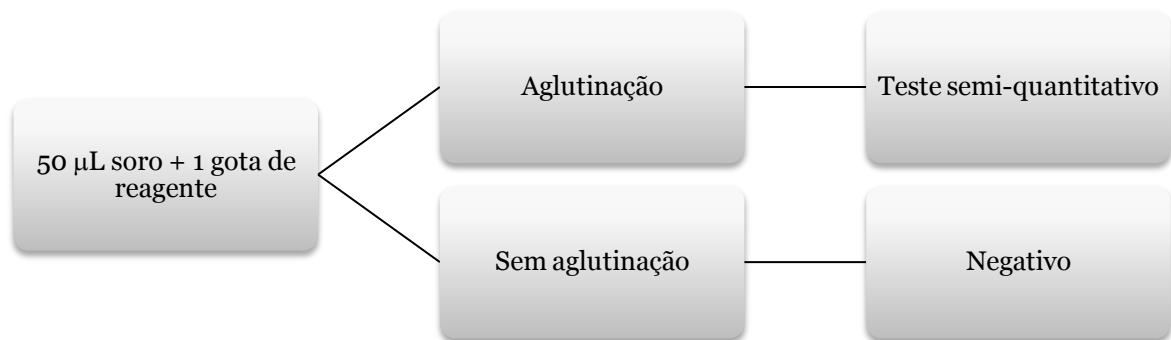 50 μL soro + 1 gota de
reagente
Aglutinação
Teste semi-quantitativo
Sem aglutinação
Negativo